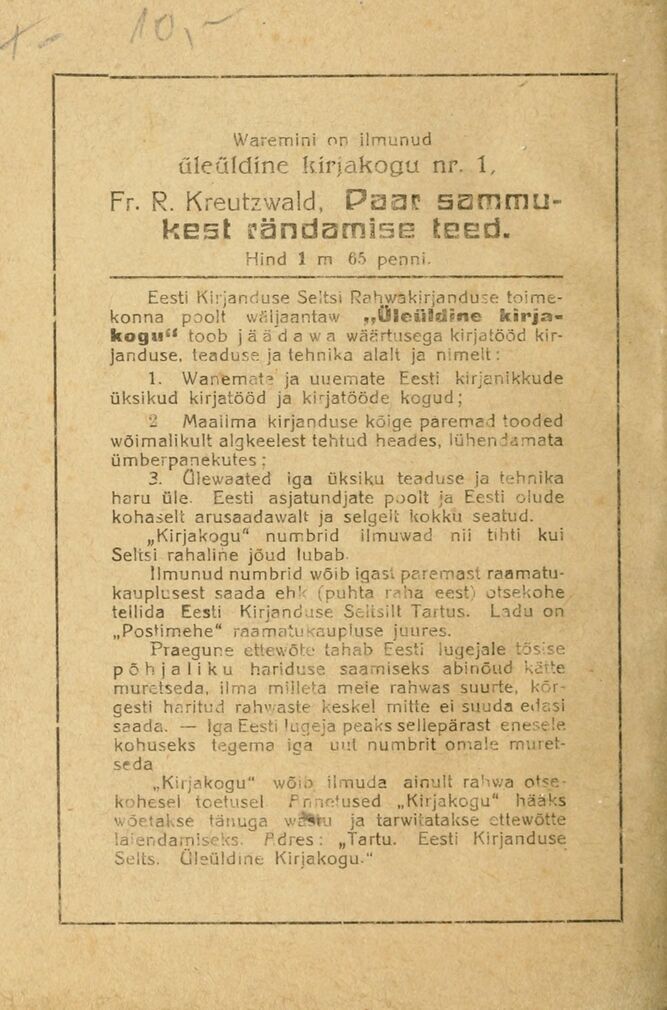 10,-
Waremini on ilmunud
üleüldine kirjakogu nr. 1,
Fr. R. Kreutzwald, Paar sammu-
kest rändamise teed.
Hind 1 m 65 penni.
Eesti Kirjanduse Seltsi Rahwakirjanduse toime-
konna poolt wäljaantaw „Üleüldine kirja-
kogu“ toob jäädawa wäärtusega kirjatööd kir-
janduse, teaduse ja tehnika alalt ja nimelt:
1. Wanemate ja uuemate Eesti kirjanikkude
üksikud kirjatööd ja kirjatööde kogud;
2 Maailma kirjanduse kõige paremad tooded
wõimalikult algkeelest tehtud heades, lühendamata
ümberpanekutes;
3. Ülewaated iga üksiku teaduse ja tehnika
haru üle. Eesti asjatundjate poolt ja Eesti olude
kohaselt arusaadawalt ja selgelt kokku seatud.
„Kirjakogu“ numbrid ilmuwad nii tihti kui
Seltsi rahaline jõud lubab.
Ilmunud numbrid wõib igast paremast raamatu-
kauplusest saada ehk (puhta raha eest) otsekohe
tellida Eesti Kirjanduse Seltsilt Tartus. Ladu on
„Postimehe“ raamatukaupluse juures.
Praegune ettewõte tahab Eesti lugejale tõsise
põhjaliku hariduse saamiseks abinõud kätte
muretseda, ilma milleta meie rahwas suurte, kõr-
gesti haritud rahwaste keskel mitte ei suuda edasi
saada. — Iga Eesti lugeja peaks sellepärast enesele
kohuseks tegema iga uut numbrit omale muret-
seda
„Kirjakogu“ wõib ilmuda ainult rahwa otse-
kohesel toetusel Annetused „Kirjakogu“ hääks
wõetakse tänuga wastu ja tarwitatakse ettewõtte
laiendamiseks. Adres: „Tartu. Eesti Kirjanduse
Selts. Üleüldine Kirjakogu.“